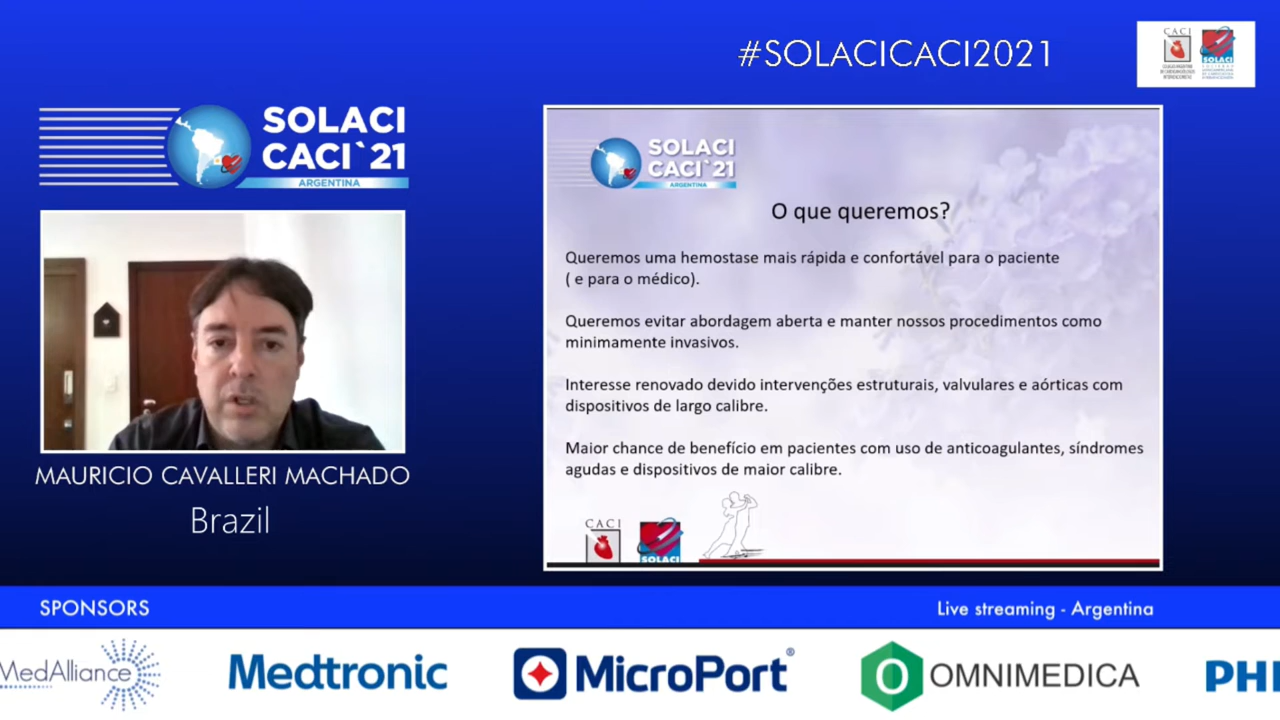 #SOLACICACI2021
CACI
SOLACI
SOLACI
CACI`21
ARGENTINA
MAURICIO CAVALLERI MACHADO
Brazil
SOLACI
CACI`21
ARGENTINA
O que queremos?
Queremos uma hemostase mais rápida e confortável para o paciente
( e para o médico).
Queremos evitar abordagem aberta e manter nossos procedimentos como
minimamente invasivos.
Interesse renovado devido intervenções estruturais, valvulares e aórticas com
dispositivos de largo calibre.
Maior chance de benefício em pacientes com uso de anticoagulantes, síndromes
agudas e dispositivos de maior calibre.
CACI
SOLACI
SPONSORS
Live streaming - Argentina
MedAlliance
Medtronic
MicroPort®
OMNIMEDICA
PHI